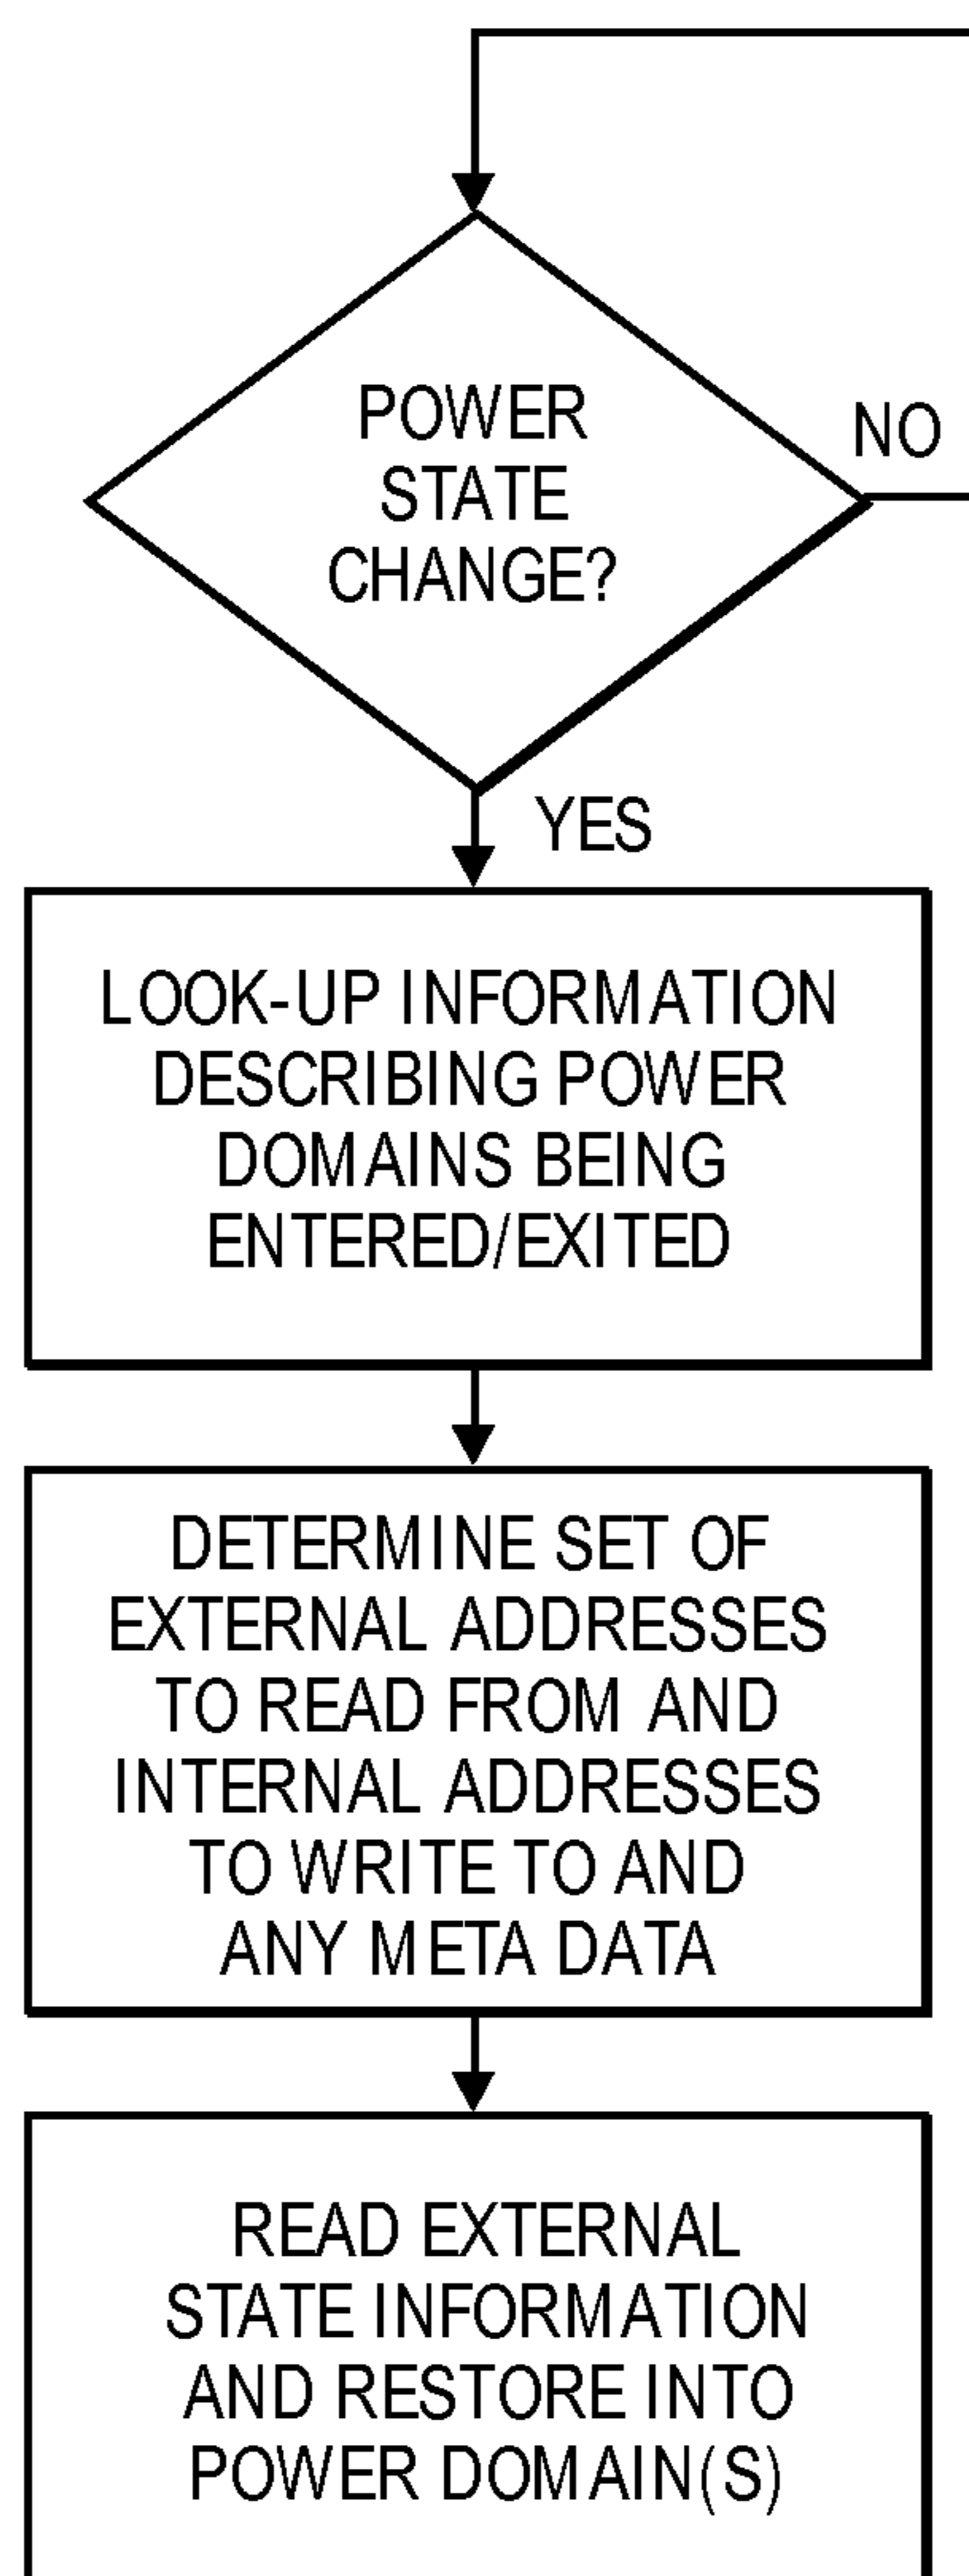 POWER
STATE
CHANGE?
NO
YES
LOOK-UP INFORMATION
DESCRIBING POWER
DOMAINS BEING
ENTERED/EXITED
DETERMINE SET OF
EXTERNAL ADDRESSES
TO READ FROM AND
INTERNAL ADDRESSES
TO WRITE TO AND
ANY META DATA
READ EXTERNAL
STATE INFORMATION
AND RESTORE INTO
POWER DOMAIN(S)